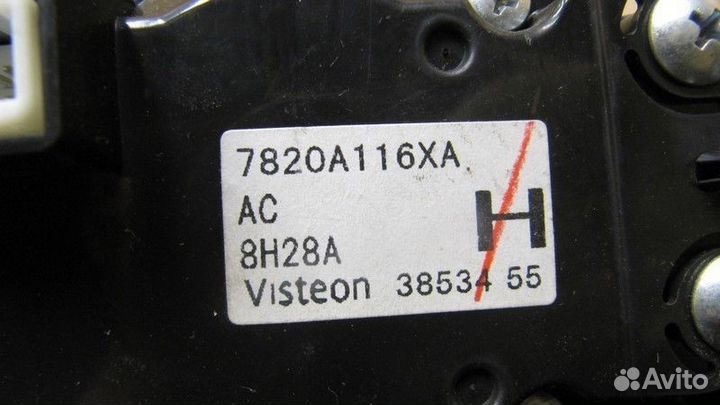 7820A116XA
AC
H
8H28A
Visteon 38534 55
Avito